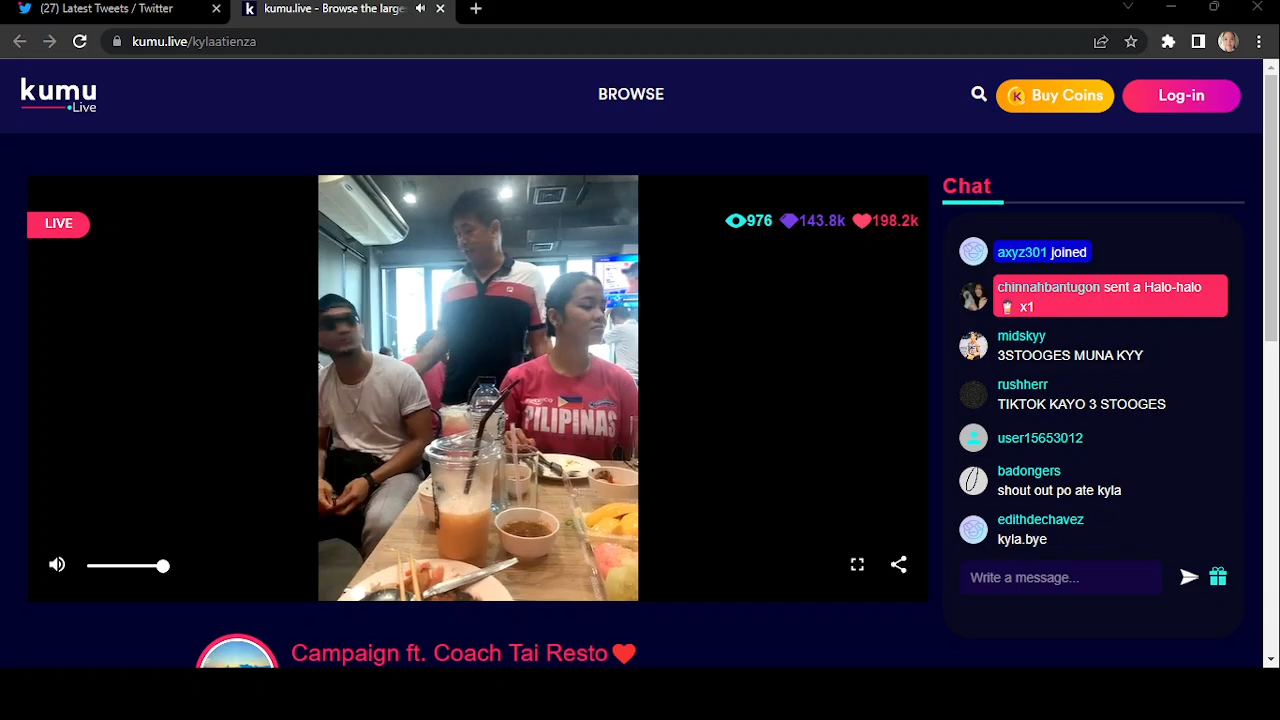 (27) Latest Tweets / Twitter
kumu.live - Browse the large
kumu.live/kylaatienza
kumu
Live
BROWSE
Buy Coins
Log-in
LIVE
976
143.8k
198.2k
PILIPINAS
Chat
axyz301 joined
chinnahbantugon sent a Halo-halo
x1
midskyy
3STOOGES MUNA KYY
rushherr
TIKTOK KAYO 3 STOOGES
user15653012
badongers
shout out po ate kyla
edithdechavez
kyla.bye
Write a message...
Campaign ft. Coach Tai Resto❤️